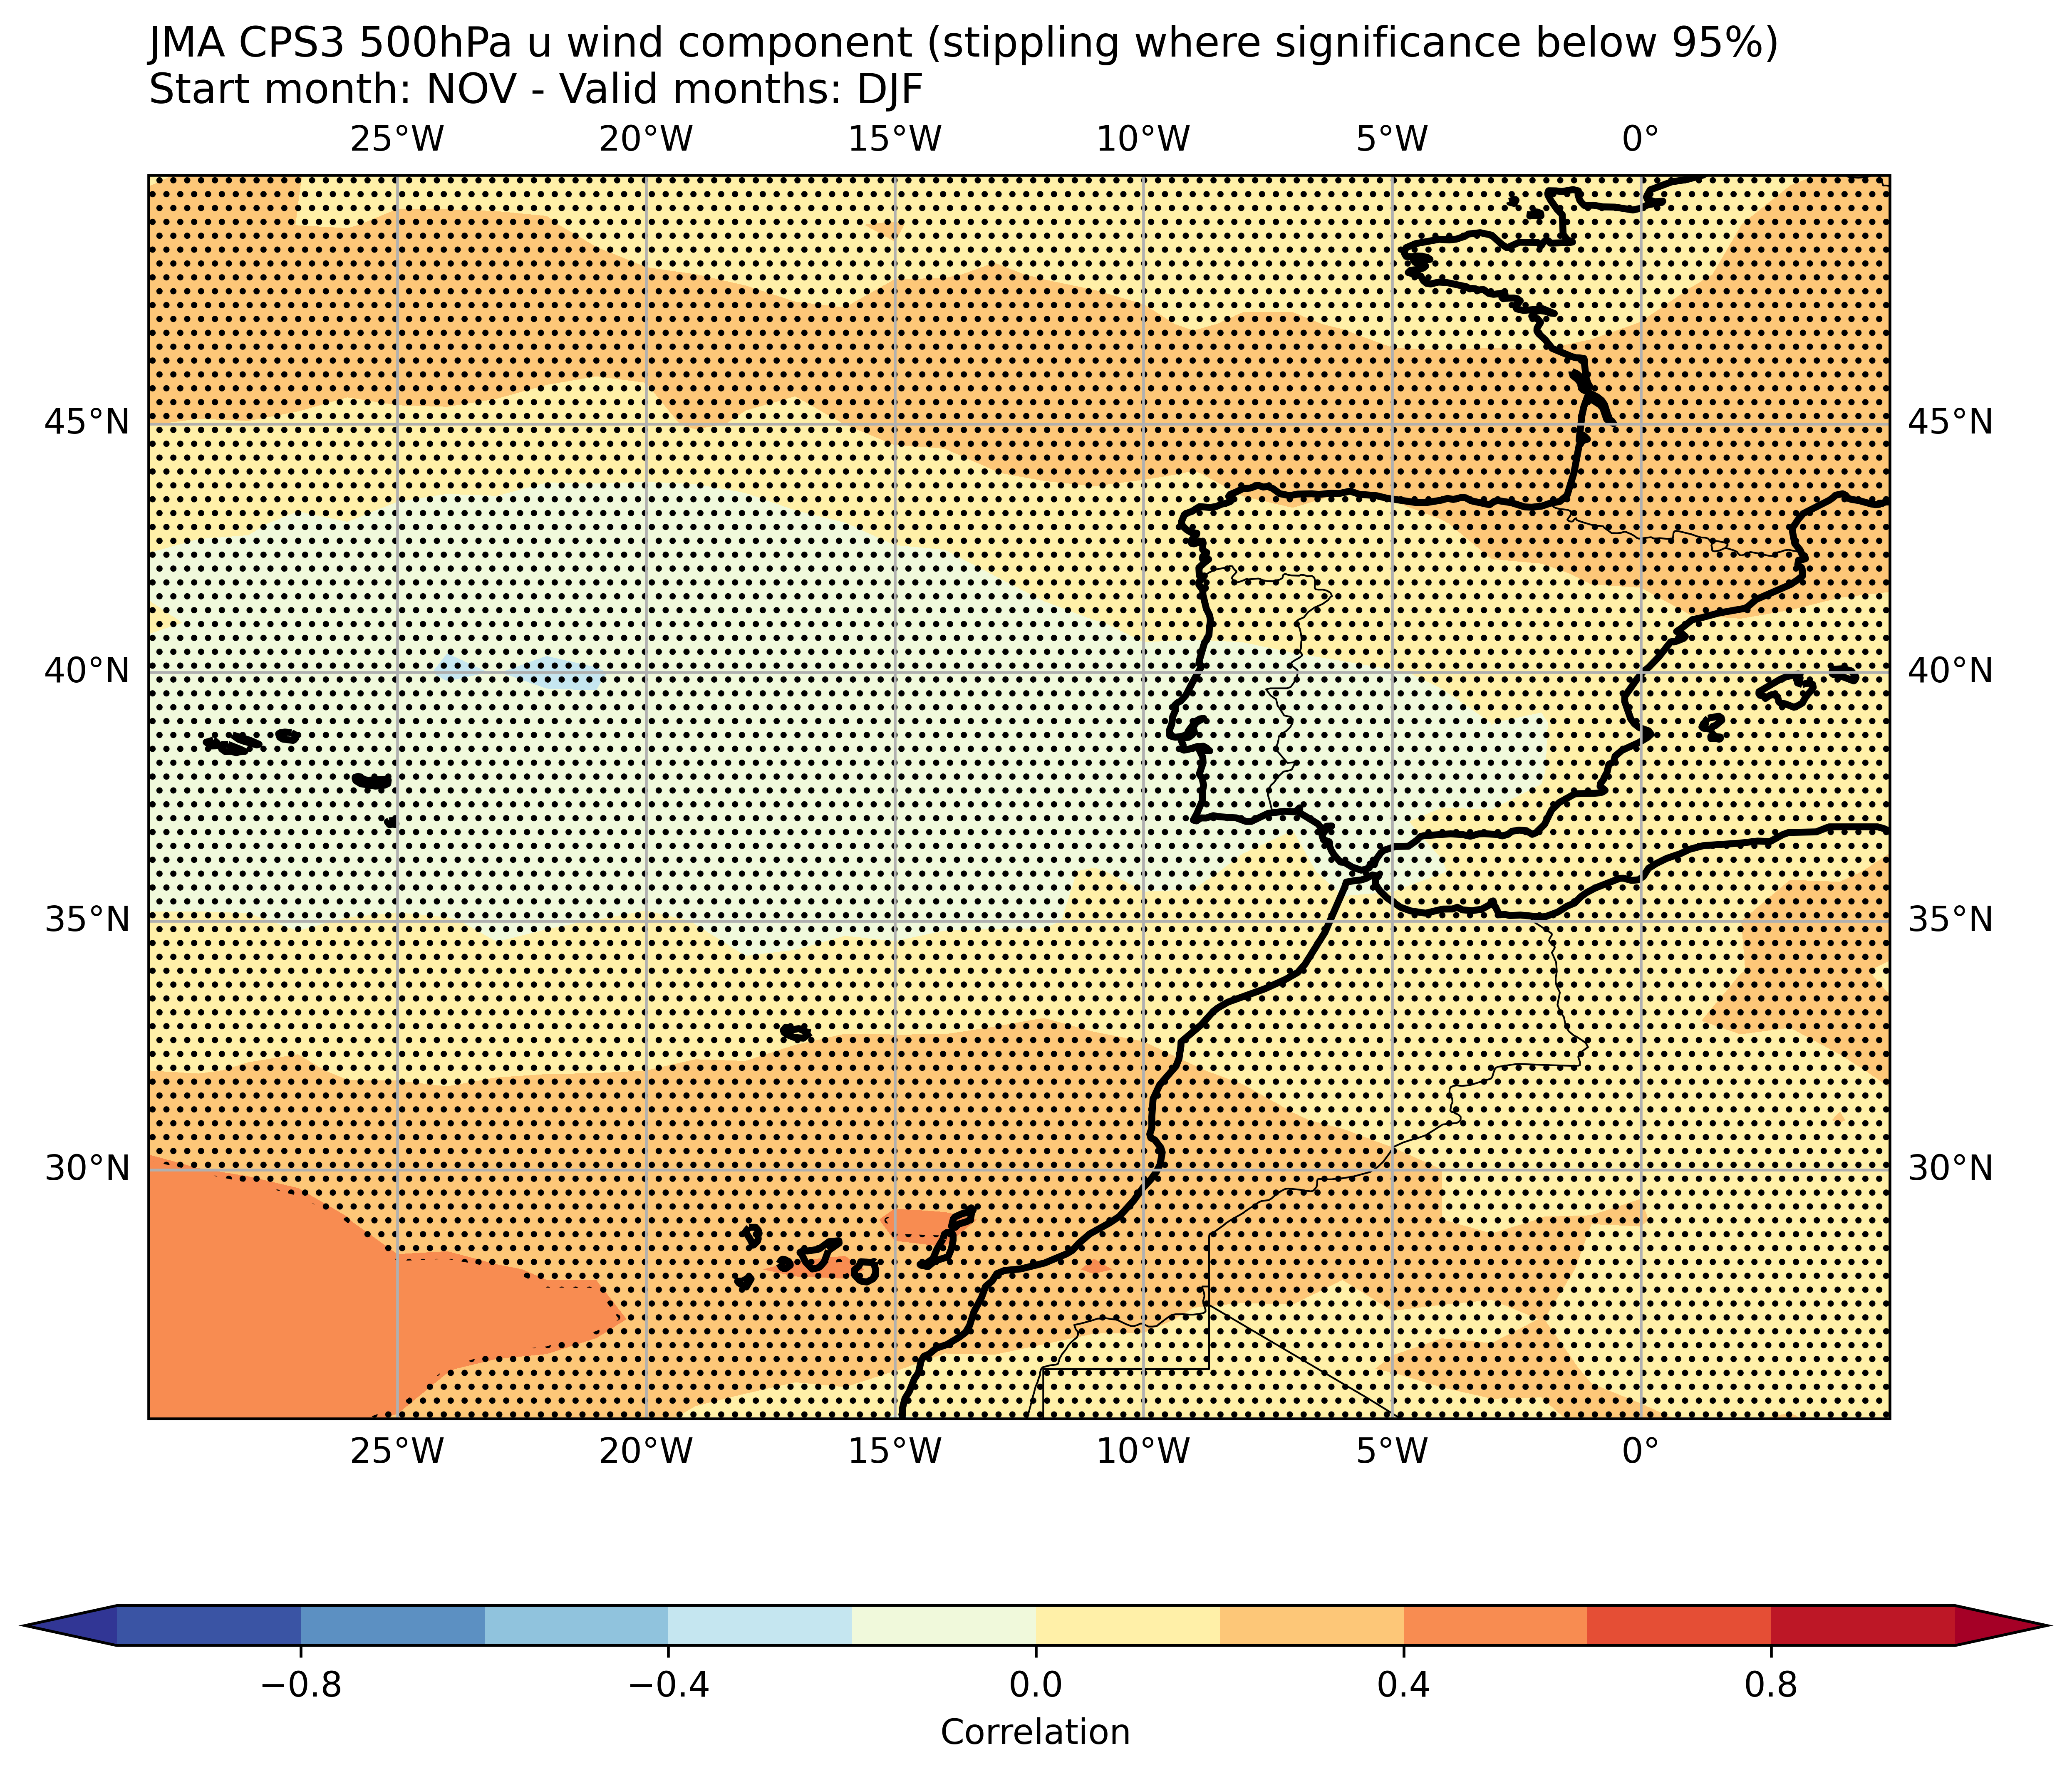 JMA CPS3 500hPa u wind component (stippling where significance below 95%)
Start month: NOV - Valid months: DJF
25°W 20°W 15°W 10°W 5°W 0°
45°N 45°N
40°N 40°N
35°N 35°N
30°N 30°N
25°W 20°W 15°W 10°W 5°W 0°
−0.8 −0.4 0.0 0.4 0.8
Correlation